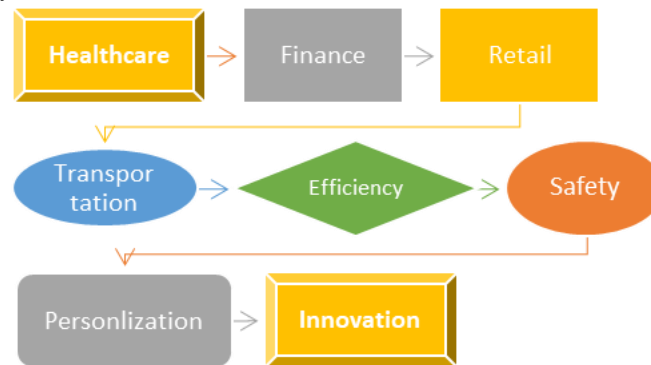 Healthcare
Finance
Retail
Transpor
tation
Efficiency
Safety
Personlization
Innovation